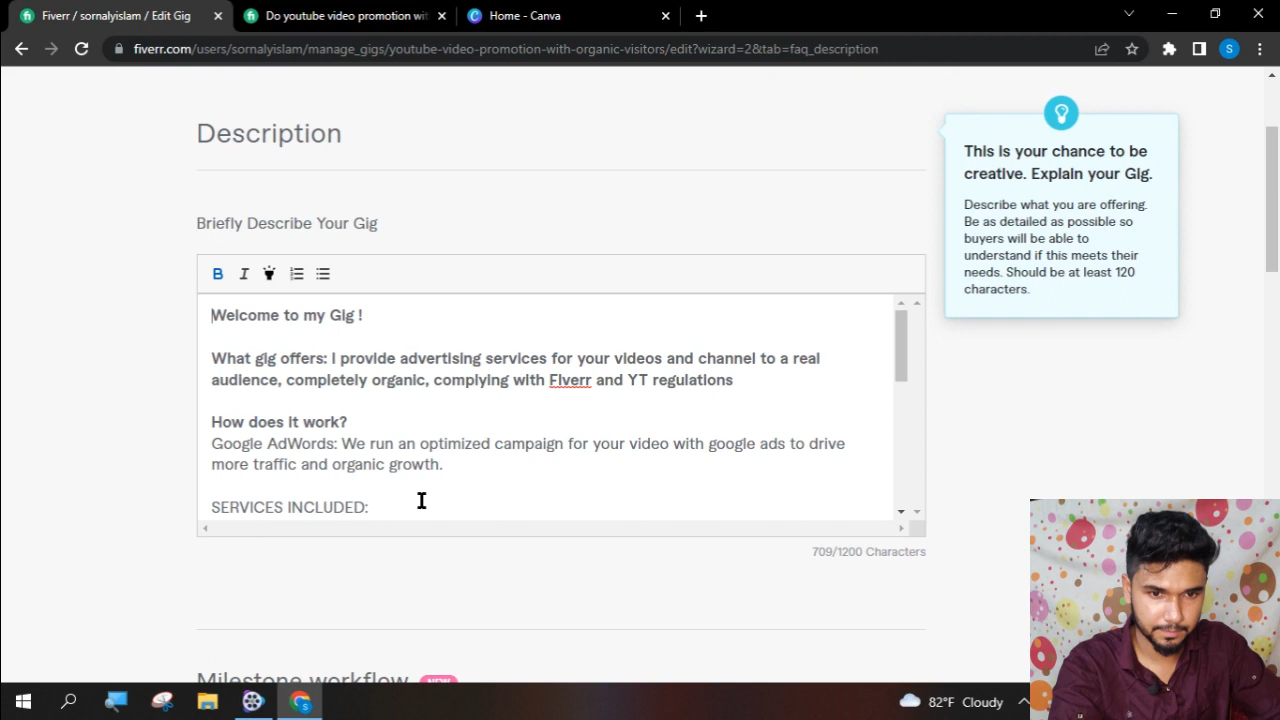 Fiverr / sornalyislam / Edit Gig
Do youtube video promotion wit
Home - Canva
fiverr.com/users/sornalyislam/manage_gigs/youtube-video-promotion-with-organic-visitors/edit?wizard=2&tab=faq_description
S
Description
Briefly Describe Your Gig
B I
Welcome to my Gig !
What gig offers: I provide advertising services for your videos and channel to a real
audience, completely organic, complying with Fiverr and YT regulations
How does it work?
Google AdWords: We run an optimized campaign for your video with google ads to drive
more traffic and organic growth.
SERVICES INCLUDED:
709/1200 Characters
This is your chance to be
creative. Explain your Gig.
Describe what you are offering.
Be as detailed as possible so
buyers will be able to
understand if this meets their
needs. Should be at least 120
characters.
Milestone workflow NEW
82°F Cloudy